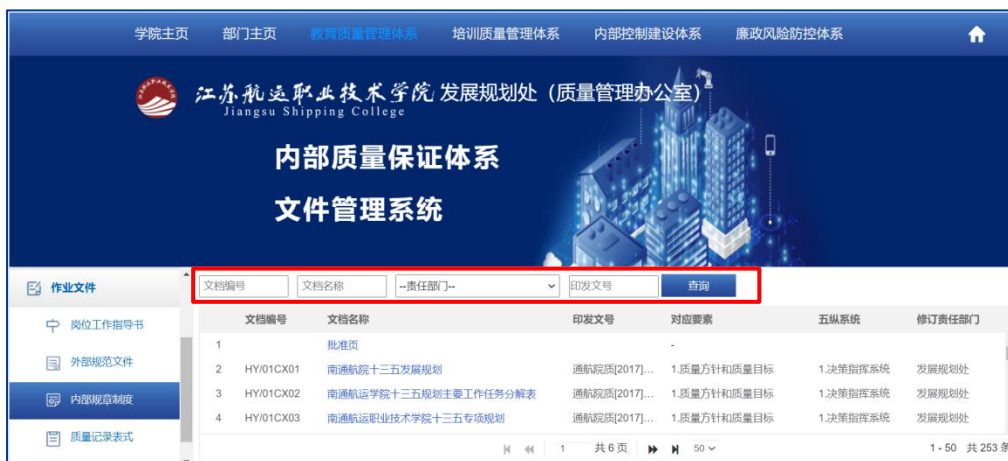 学院主页 部门主页 教育质量管理体系 培训质量管理体系 内部控制建设体系 廉政风险防控体系
江苏航运职业技术学院 发展规划处（质量管理办公室）
Jiangsu Shipping College
内部质量保证体系
文件管理系统
作业文件
岗位工作指导书
外部规范文件
内部规章制度
质量记录表式
文档编号 文档名称 --责任部门-- 印发文号 查询
文档编号 文档名称 印发文号 对应要素 五纵系统 修订责任部门
1 批准页 -
2 HY/01CX01 南通航院十三五发展规划 通航院质[2017]... 1.质量方针和质量目标 1.决策指挥系统 发展规划处
3 HY/01CX02 南通航运学院十三五规划主要工作任务分解表 通航院质[2017]... 1.质量方针和质量目标 1.决策指挥系统 发展规划处
4 HY/01CX03 南通航运职业技术学院十三五专项规划 通航院质[2017]... 1.质量方针和质量目标 1.决策指挥系统 发展规划处
1 共 6 页 50 1 - 50 共 253 条